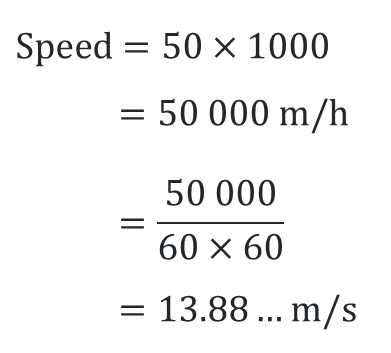 Speed = 50 × 1000
= 50 000 m/h
= 50 000
60 × 60
= 13.88 ... m/s